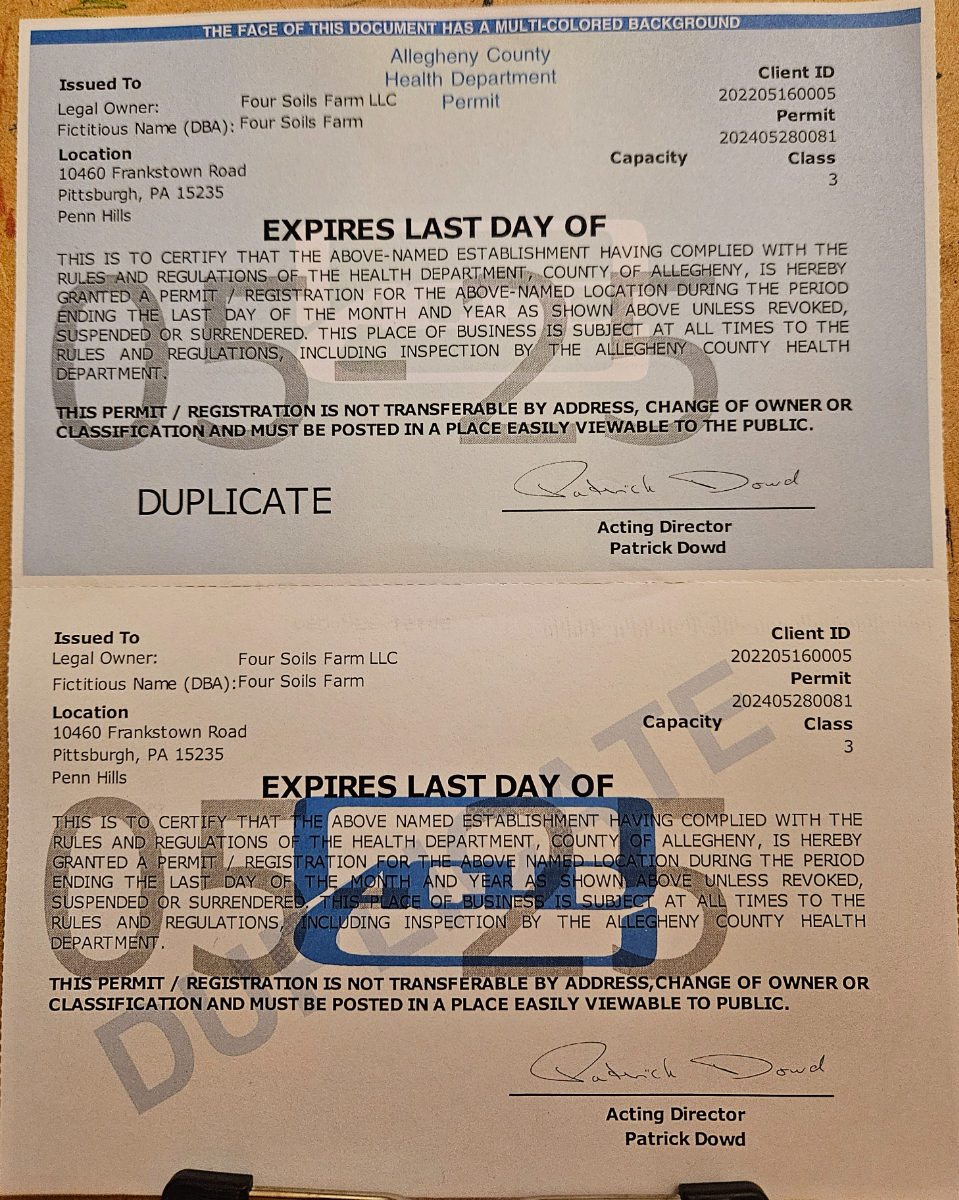 THE FACE OF THIS DOCUMENT HAS A MULTI-COLORED BACKGROUND
Allegheny County
Health Department
Permit
Issued To
Legal Owner: Four Soils Farm LLC
Fictitious Name (DBA): Four Soils Farm
Client ID
202205160005
Permit
202405280081
Location
10460 Frankstown Road
Pittsburgh, PA 15235
Penn Hills
Capacity Class
3
EXPIRES LAST DAY OF
05-25
THIS IS TO CERTIFY THAT THE ABOVE-NAMED ESTABLISHMENT HAVING COMPLIED WITH THE
RULES AND REGULATIONS OF THE HEALTH DEPARTMENT, COUNTY OF ALLEGHENY, IS HEREBY
GRANTED A PERMIT / REGISTRATION FOR THE ABOVE-NAMED LOCATION DURING THE PERIOD
ENDING THE LAST DAY OF THE MONTH AND YEAR AS SHOWN ABOVE UNLESS REVOKED,
SUSPENDED OR SURRENDERED. THIS PLACE OF BUSINESS IS SUBJECT AT ALL TIMES TO THE
RULES AND REGULATIONS, INCLUDING INSPECTION BY THE ALLEGHENY COUNTY HEALTH
DEPARTMENT.
THIS PERMIT / REGISTRATION IS NOT TRANSFERABLE BY ADDRESS, CHANGE OF OWNER OR
CLASSIFICATION AND MUST BE POSTED IN A PLACE EASILY VIEWABLE TO THE PUBLIC.
DUPLICATE
Patrick Dowd
Acting Director
Patrick Dowd
Issued To
Legal Owner: Four Soils Farm LLC
Fictitious Name (DBA): Four Soils Farm
Client ID
202205160005
Permit
202405280081
Location
10460 Frankstown Road
Pittsburgh, PA 15235
Penn Hills
Capacity Class
3
EXPIRES LAST DAY OF
05-25
ACHD
DUPLICATE
THIS IS TO CERTIFY THAT THE ABOVE NAMED ESTABLISHMENT HAVING COMPLIED WITH THE
RULES AND REGULATIONS OF THE HEALTH DEPARTMENT, COUNTY OF ALLEGHENY, IS HEREBY
GRANTED A PERMIT / REGISTRATION FOR THE ABOVE NAMED LOCATION DURING THE PERIOD
ENDING THE LAST DAY OF THE MONTH AND YEAR AS SHOWN ABOVE UNLESS REVOKED,
SUSPENDED OR SURRENDERED. THIS PLACE OF BUSINESS IS SUBJECT AT ALL TIMES TO THE
RULES AND REGULATIONS, INCLUDING INSPECTION BY THE ALLEGHENY COUNTY HEALTH
DEPARTMENT.
THIS PERMIT / REGISTRATION IS NOT TRANSFERABLE BY ADDRESS,CHANGE OF OWNER OR
CLASSIFICATION AND MUST BE POSTED IN A PLACE EASILY VIEWABLE TO PUBLIC.
Patrick Dowd
Acting Director
Patrick Dowd